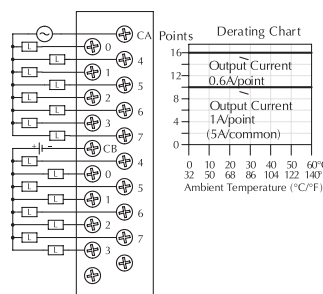 CA Points Derating Chart
L 0
L 4
L 1
L 5
L 2
L 6
L 3
L 7
+ - CB
L 4
L 0
L 5
L 1
L 6
L 2
L 7
L 3
16
12
8
4
0
Output Current
0.6A/point
Output Current
1A/point
(5A/common)
0 10 20 30 40 50 60°C
32 50 68 86 104 122 140°F
Ambient Temperature (°C/°F)